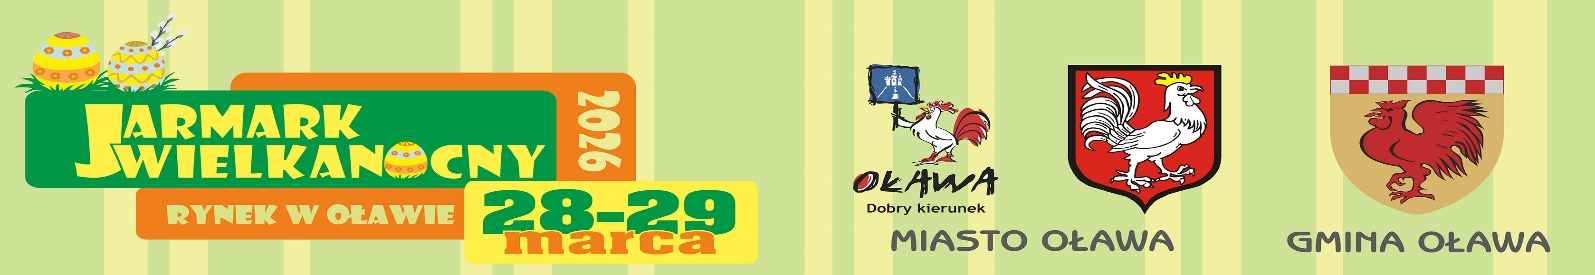 JARMARK
WIELKANOCNY
2026
RYNEK W OŁAWIE
28-29
marca
OŁAWA
Dobry kierunek
MIASTO OŁAWA
GMINA OŁAWA